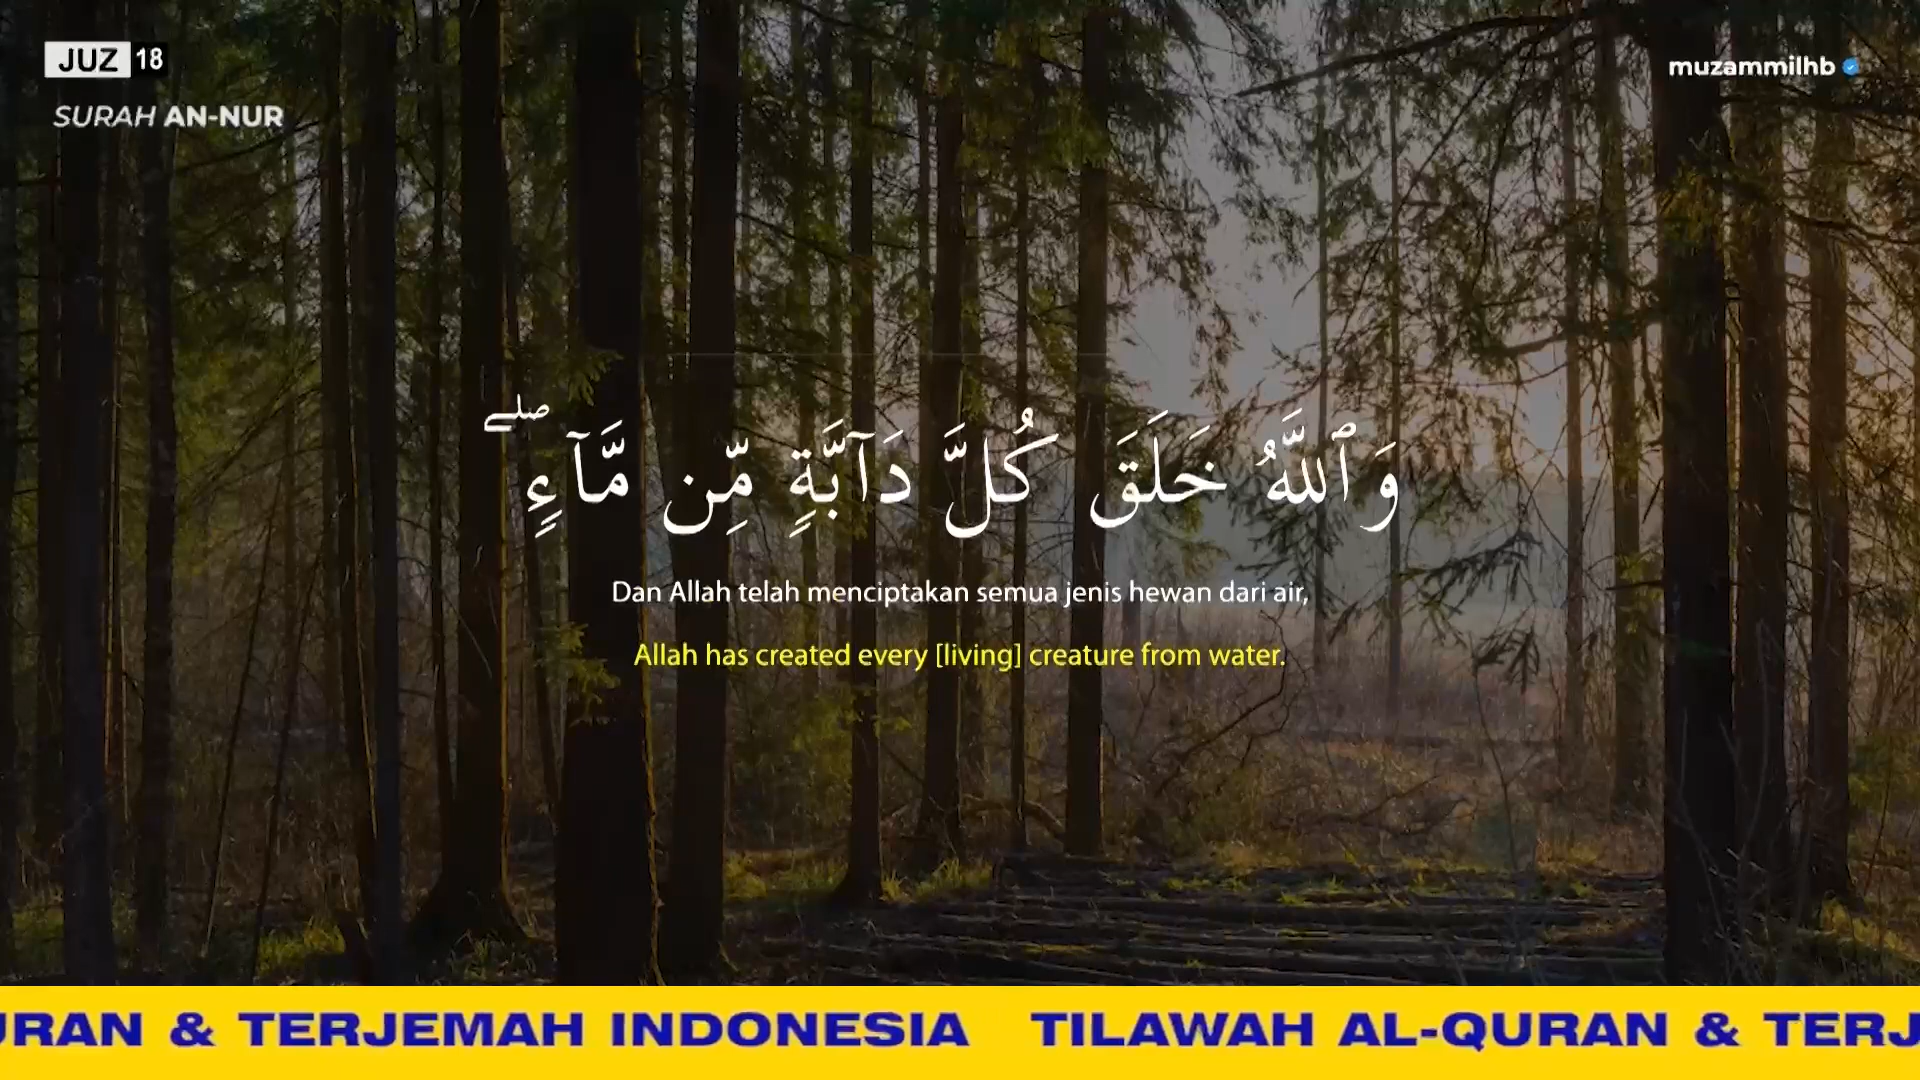 JUZ 18
SURAH AN-NUR
muzammilhb
وَٱللَّهُ خَلَقَ كُلَّ دَآبَّةٍ مِّن مَّآءٍ ۖ
Dan Allah telah menciptakan semua jenis hewan dari air,
Allah has created every [living] creature from water.
URAN & TERJEMAH INDONESIA TILAWAH AL-QURAN & TERJ